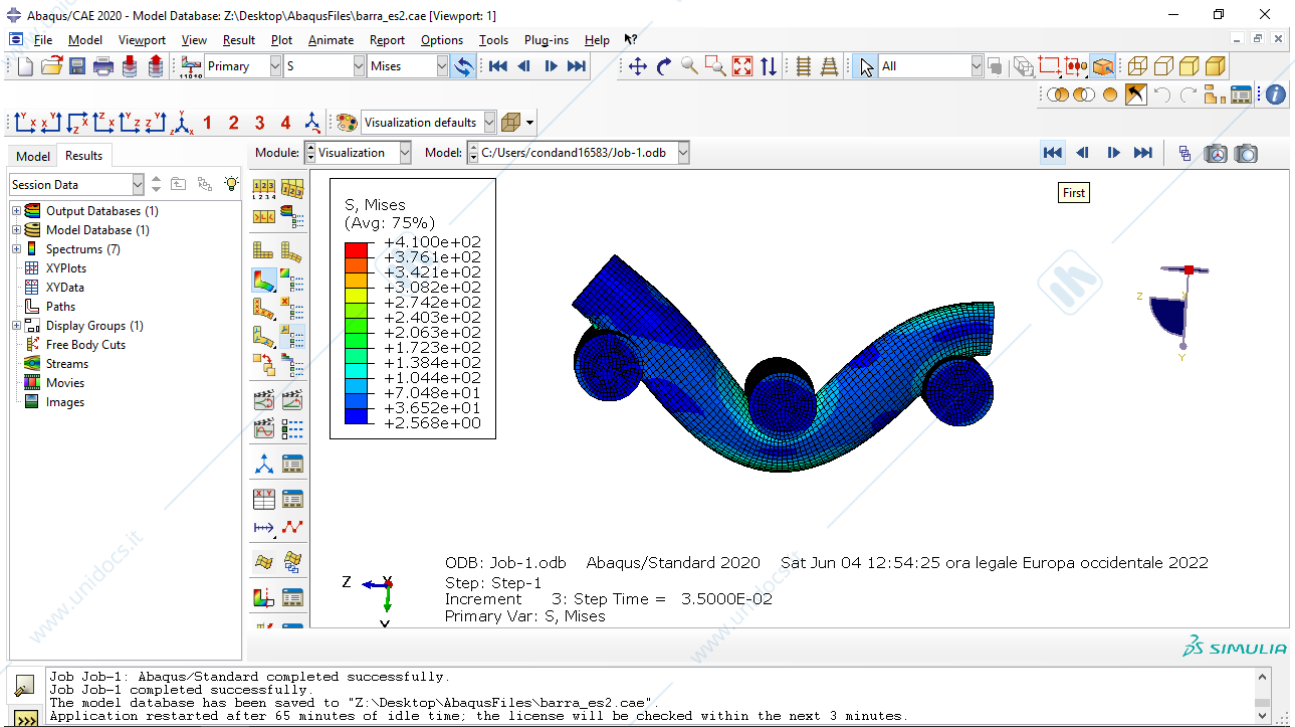 Abaqus/CAE 2020 - Model Database: Z:\Desktop\AbaqusFiles\barra_es2.cae [Viewport: 1]
File Model Viewport View Result Plot Animate Report Options Tools Plug-ins Help
Primary S Mises All
1 2 3 4 Visualization defaults
Model Results Module: Visualization Model: C:/Users/condand16583/Job-1.odb
Session Data
First
Output Databases (1)
Model Database (1)
Spectrums (7)
XYPlots
XYData
Paths
Display Groups (1)
Free Body Cuts
Streams
Movies
Images
S, Mises
(Avg: 75%)
+4.100e+02
+3.761e+02
+3.421e+02
+3.082e+02
+2.742e+02
+2.403e+02
+2.063e+02
+1.723e+02
+1.384e+02
+1.044e+02
+7.048e+01
+3.652e+01
+2.568e+00
Z
Y
Z
Y
ODB: Job-1.odb Abaqus/Standard 2020 Sat Jun 04 12:54:25 ora legale Europa occidentale 2022
Step: Step-1
Increment 3: Step Time = 3.5000E-02
Primary Var: S, Mises
SIMULIA
Job Job-1: Abaqus/Standard completed successfully.
Job Job-1 completed successfully.
The model database has been saved to "Z:\Desktop\AbaqusFiles\barra_es2.cae".
Application restarted after 65 minutes of idle time; the license will be checked within the next 3 minutes.
www.unidocs.it